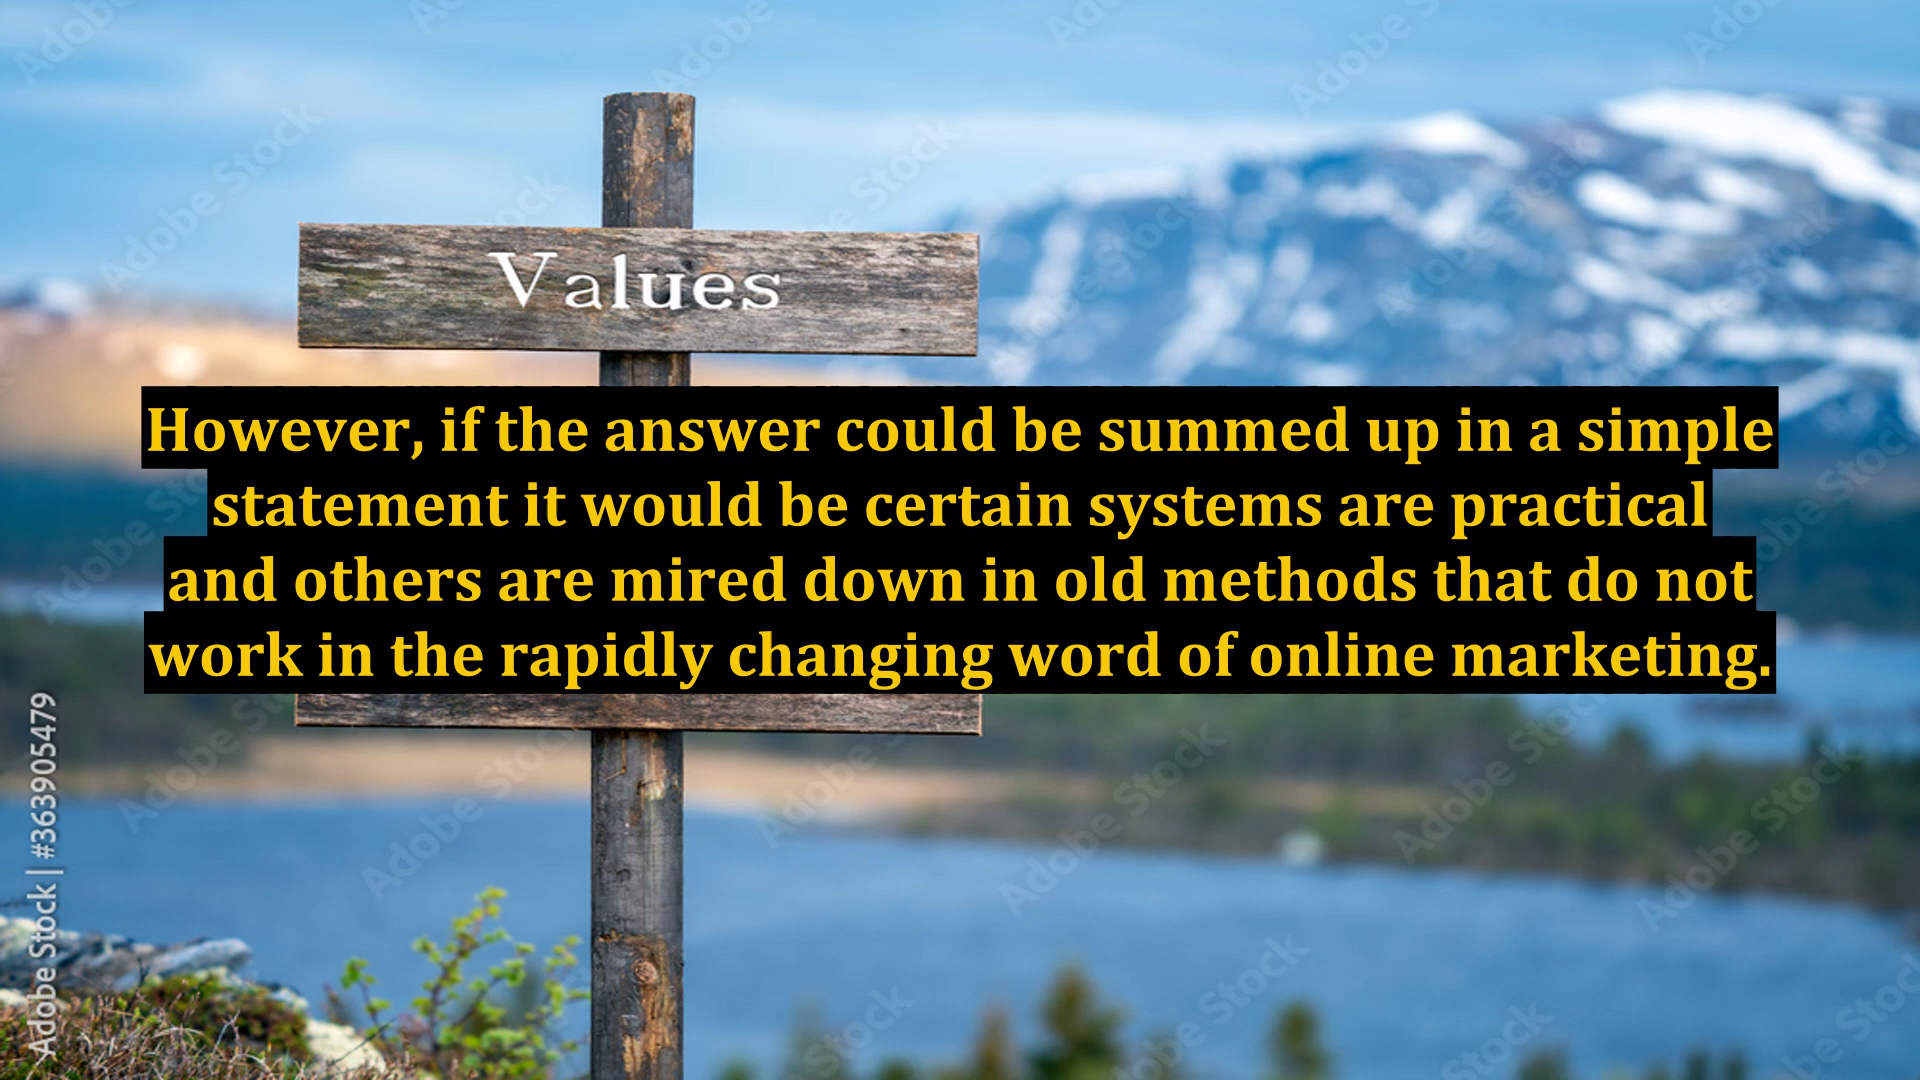 Values
However, if the answer could be summed up in a simple
statement it would be certain systems are practical
and others are mired down in old methods that do not
work in the rapidly changing word of online marketing.
Adobe Stock | #363905479